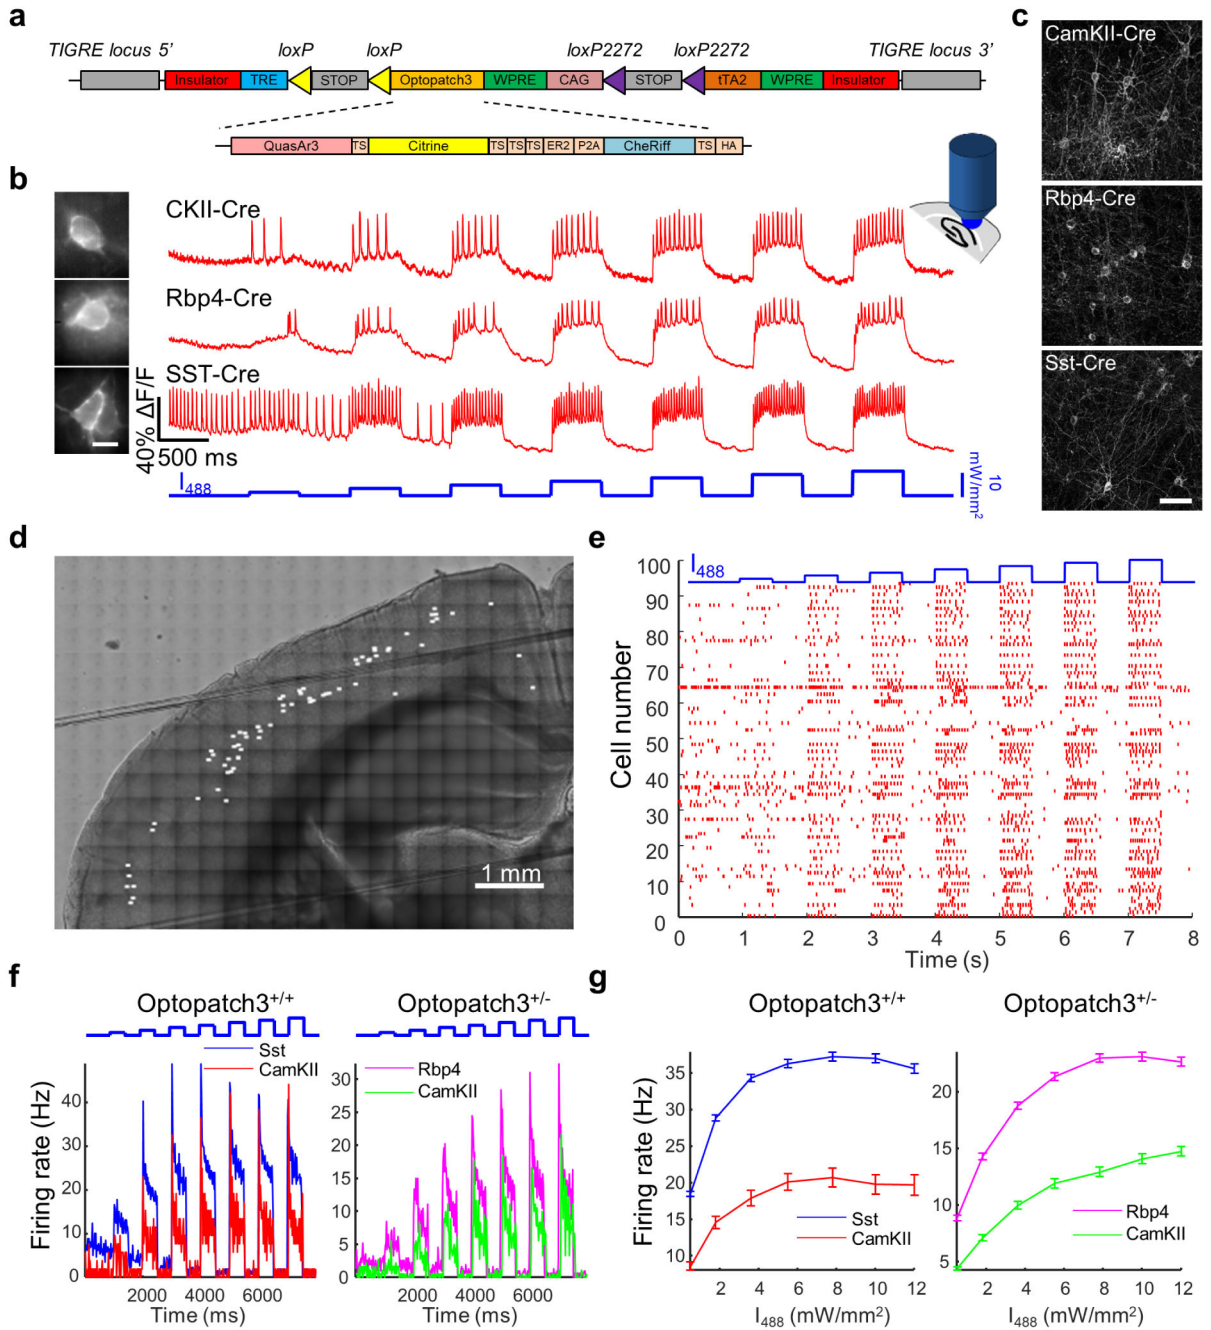 a
TIGRE locus 5’ loxP loxP loxP2272 loxP2272 TIGRE locus 3’
Insulator TRE STOP Optopatch3 WPRE CAG STOP tTA2 WPRE Insulator
QuasAr3 TS Citrine TS TS TS ER2 P2A CheRiff TS HA
b
CKII-Cre
Rbp4-Cre
SST-Cre
40% ΔF/F
500 ms
I488
10
mW/mm²
c
CamKII-Cre
Rbp4-Cre
Sst-Cre
d
1 mm
e
I488
100
90
80
70
60
50
40
30
20
10
0
Cell number
0 1 2 3 4 5 6 7 8
Time (s)
f
Optopatch3+/+ Optopatch3+/-
Sst
CamKII
Rbp4
CamKII
40
30
20
10
0
Firing rate (Hz)
2000 4000 6000
Time (ms)
30
25
20
15
10
5
0
2000 4000 6000
Time (ms)
g
Optopatch3+/+ Optopatch3+/-
35
30
25
20
15
10
Firing rate (Hz)
Sst
CamKII
2 4 6 8 10 12
I488 (mW/mm²)
20
15
10
5
Rbp4
CamKII
2 4 6 8 10 12
I488 (mW/mm²)